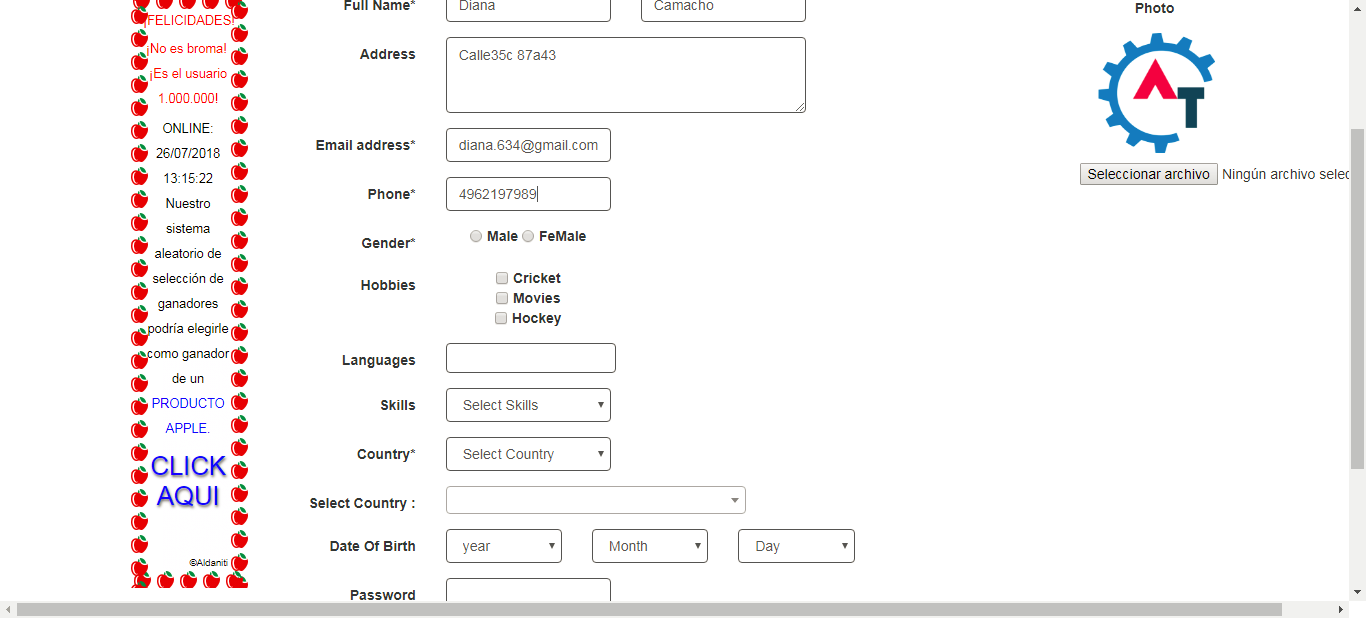 ¡FELICIDADES!
¡No es broma!
¡Es el usuario
1.000.000!
ONLINE:
26/07/2018
13:15:22
Nuestro
sistema
aleatorio de
selección de
ganadores
podría elegirle
como ganador
de un
PRODUCTO
APPLE.
CLICK
AQUI
©Aldaniti
Full Name* Diana Camacho
Address Calle35c 87a43
Email address* diana.634@gmail.com
Phone* 4962197989
Gender* Male FeMale
Hobbies Cricket
Movies
Hockey
Languages
Skills Select Skills
Country* Select Country
Select Country :
Date Of Birth year Month Day
Password
Photo
AT
Seleccionar archivo Ningún archivo